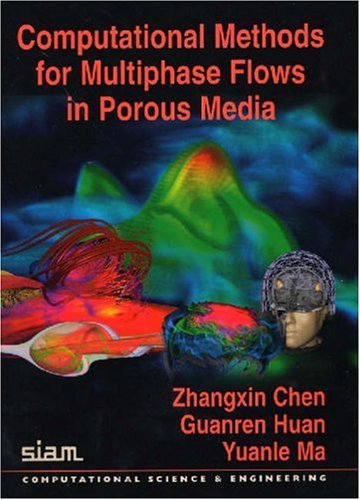 Computational Methods
for Multiphase Flows
in Porous Media
Zhangxin Chen
Guanren Huan
Yuanle Ma
siam
COMPUTATIONAL SCIENCE & ENGINEERING